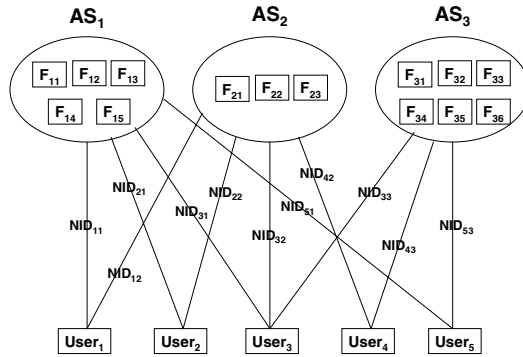 AS₁ AS₂ AS₃
F₁₁ F₁₂ F₁₃ F₂₁ F₂₂ F₂₃ F₃₁ F₃₂ F₃₃
F₁₄ F₁₅ F₃₄ F₃₅ F₃₆
NID₂₁ NID₂₂ NID₄₂
NID₃₁ NID₅₁ NID₃₃
NID₁₁ NID₃₂ NID₅₃
NID₁₂ NID₄₃
User₁ User₂ User₃ User₄ User₅